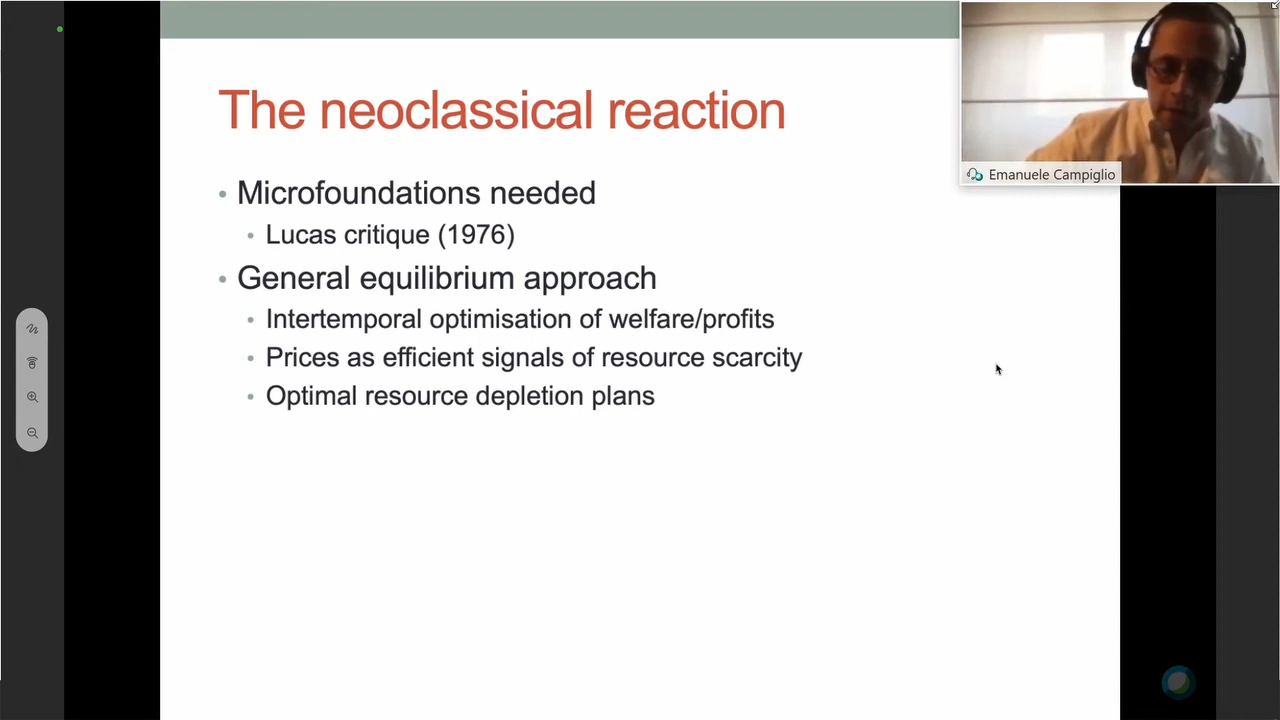 The neoclassical reaction
• Microfoundations needed
• Lucas critique (1976)
• General equilibrium approach
• Intertemporal optimisation of welfare/profits
• Prices as efficient signals of resource scarcity
• Optimal resource depletion plans
Emanuele Campiglio